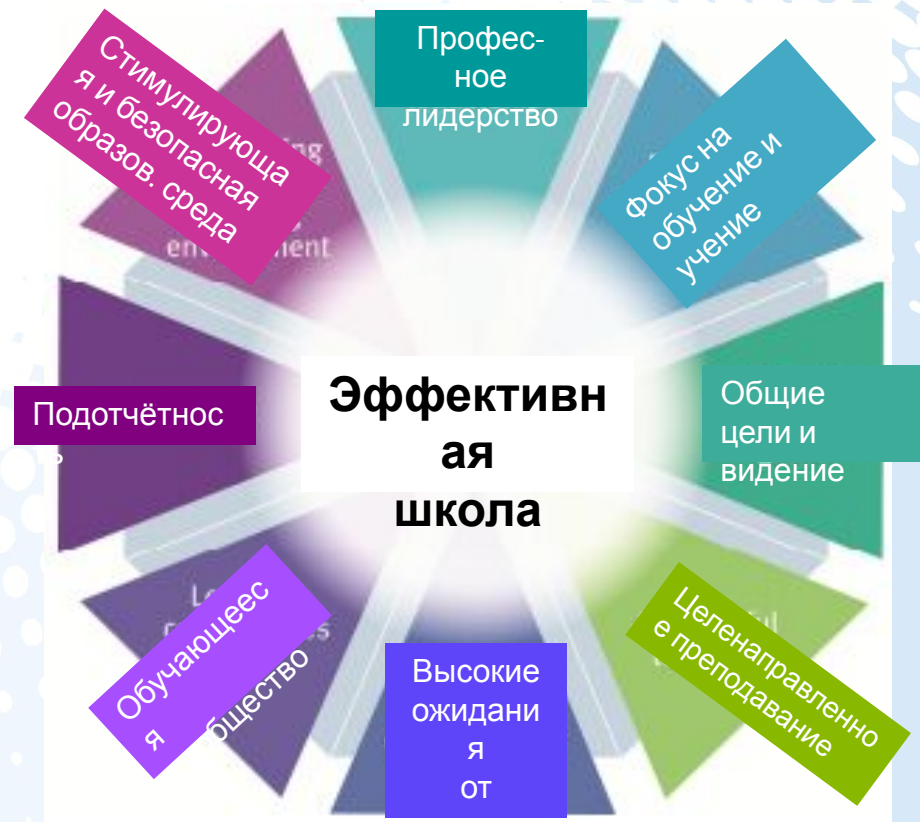 Профес-
ное
лидерство
Стимулирующа
я и безопасная
образов. среда
Фокус на
обучение и
учение
Подотчётнос
ь
Эффективн
ая
школа
Общие
цели и
видение
Обучающеес
я
бщество
Высокие
ожидани
я
от
Целенаправленно
е преподавание